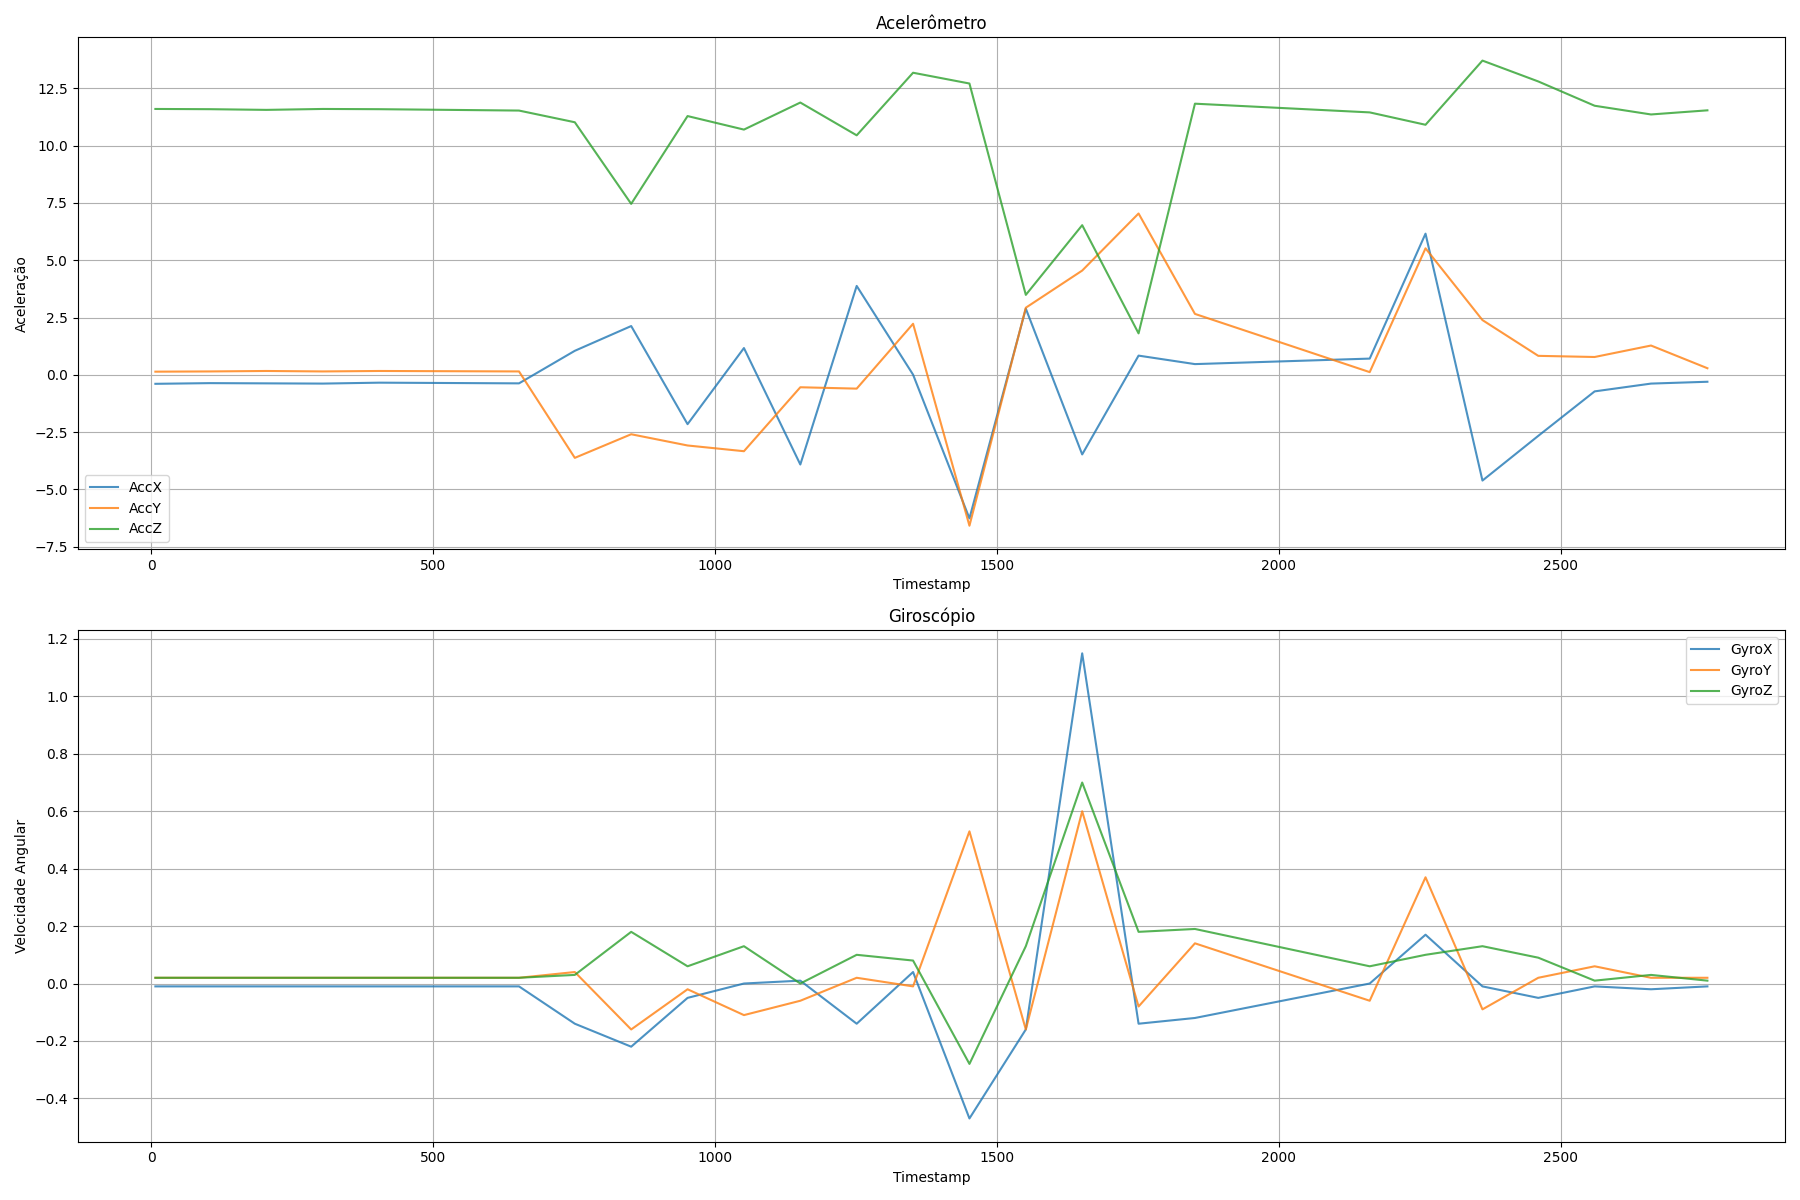 Acelerômetro
12.5
10.0
7.5
5.0
2.5
0.0
−2.5
−5.0
−7.5
Aceleração
AccX
AccY
AccZ
0 500 1000 1500 2000 2500
Timestamp
Giroscópio
1.2
1.0
0.8
0.6
0.4
0.2
0.0
−0.2
−0.4
Velocidade Angular
GyroX
GyroY
GyroZ
0 500 1000 1500 2000 2500
Timestamp